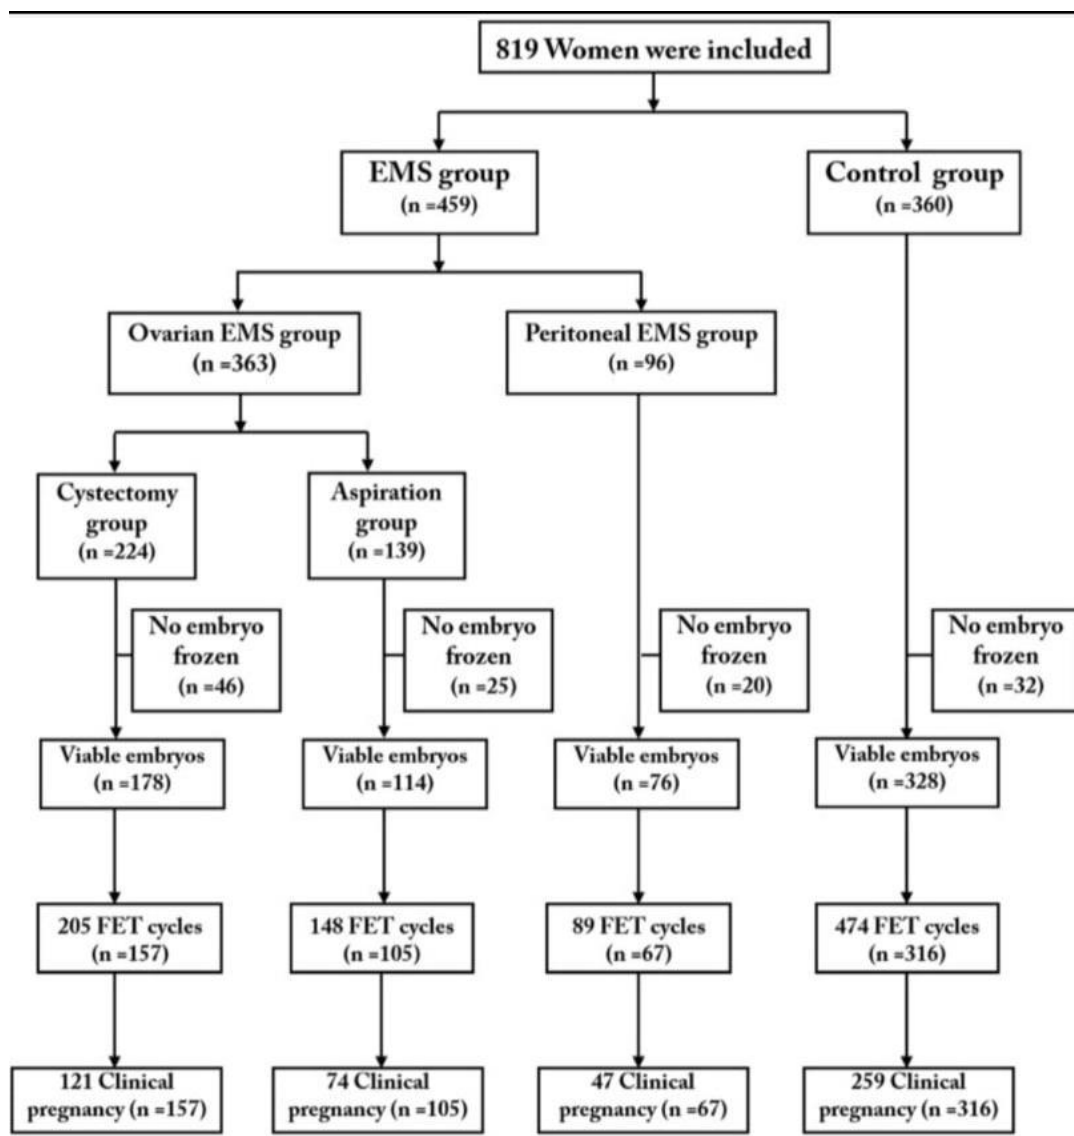 819 Women were included
EMS group
(n =459)
Control group
(n =360)
Ovarian EMS group
(n =363)
Peritoneal EMS group
(n =96)
Cystectomy
group
(n =224)
Aspiration
group
(n =139)
No embryo
frozen
(n =46)
No embryo
frozen
(n =25)
No embryo
frozen
(n =20)
No embryo
frozen
(n =32)
Viable embryos
(n =178)
Viable embryos
(n =114)
Viable embryos
(n =76)
Viable embryos
(n =328)
205 FET cycles
(n =157)
148 FET cycles
(n =105)
89 FET cycles
(n =67)
474 FET cycles
(n =316)
121 Clinical
pregnancy (n =157)
74 Clinical
pregnancy (n =105)
47 Clinical
pregnancy (n =67)
259 Clinical
pregnancy (n =316)